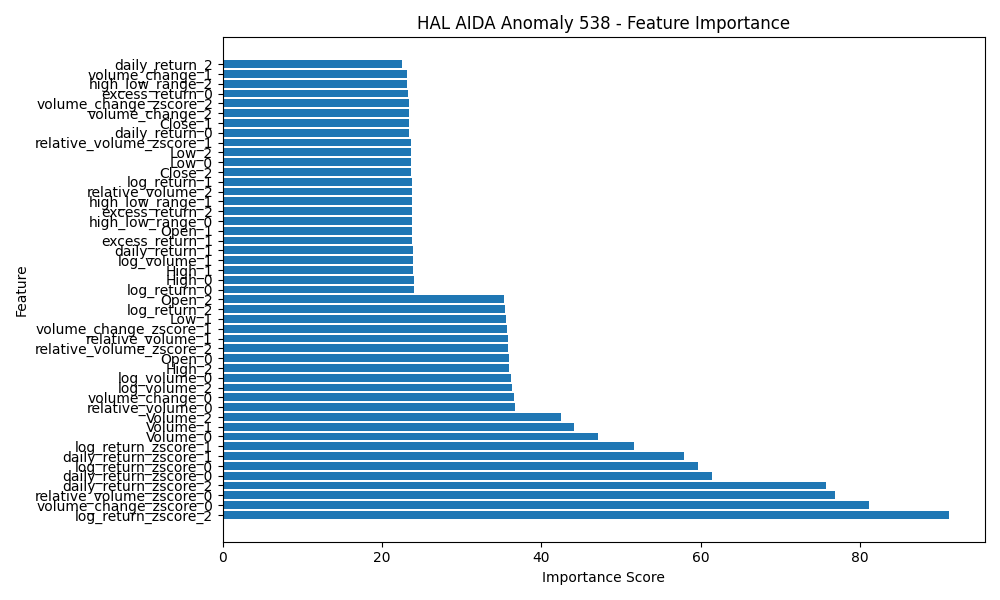 HAL AIDA Anomaly 538 - Feature Importance
daily_return_2
volume_change_1
high_low_range_2
excess_return_0
volume_change_zscore_2
volume_change_2
Close_1
daily_return_0
relative_volume_zscore_1
Low_2
Low_0
Close_2
log_return_1
relative_volume_2
high_low_range_1
excess_return_2
high_low_range_0
Open_1
excess_return_1
daily_return_1
log_volume_1
High_1
High_0
log_return_0
Open_2
log_return_2
Low_1
volume_change_zscore_1
relative_volume_1
relative_volume_zscore_2
Open_0
High_2
log_volume_0
log_volume_2
volume_change_0
relative_volume_0
Volume_2
Volume_1
Volume_0
log_return_zscore_1
daily_return_zscore_1
log_return_zscore_0
daily_return_zscore_0
daily_return_zscore_2
relative_volume_zscore_0
volume_change_zscore_0
log_return_zscore_2
Feature
0 20 40 60 80
Importance Score